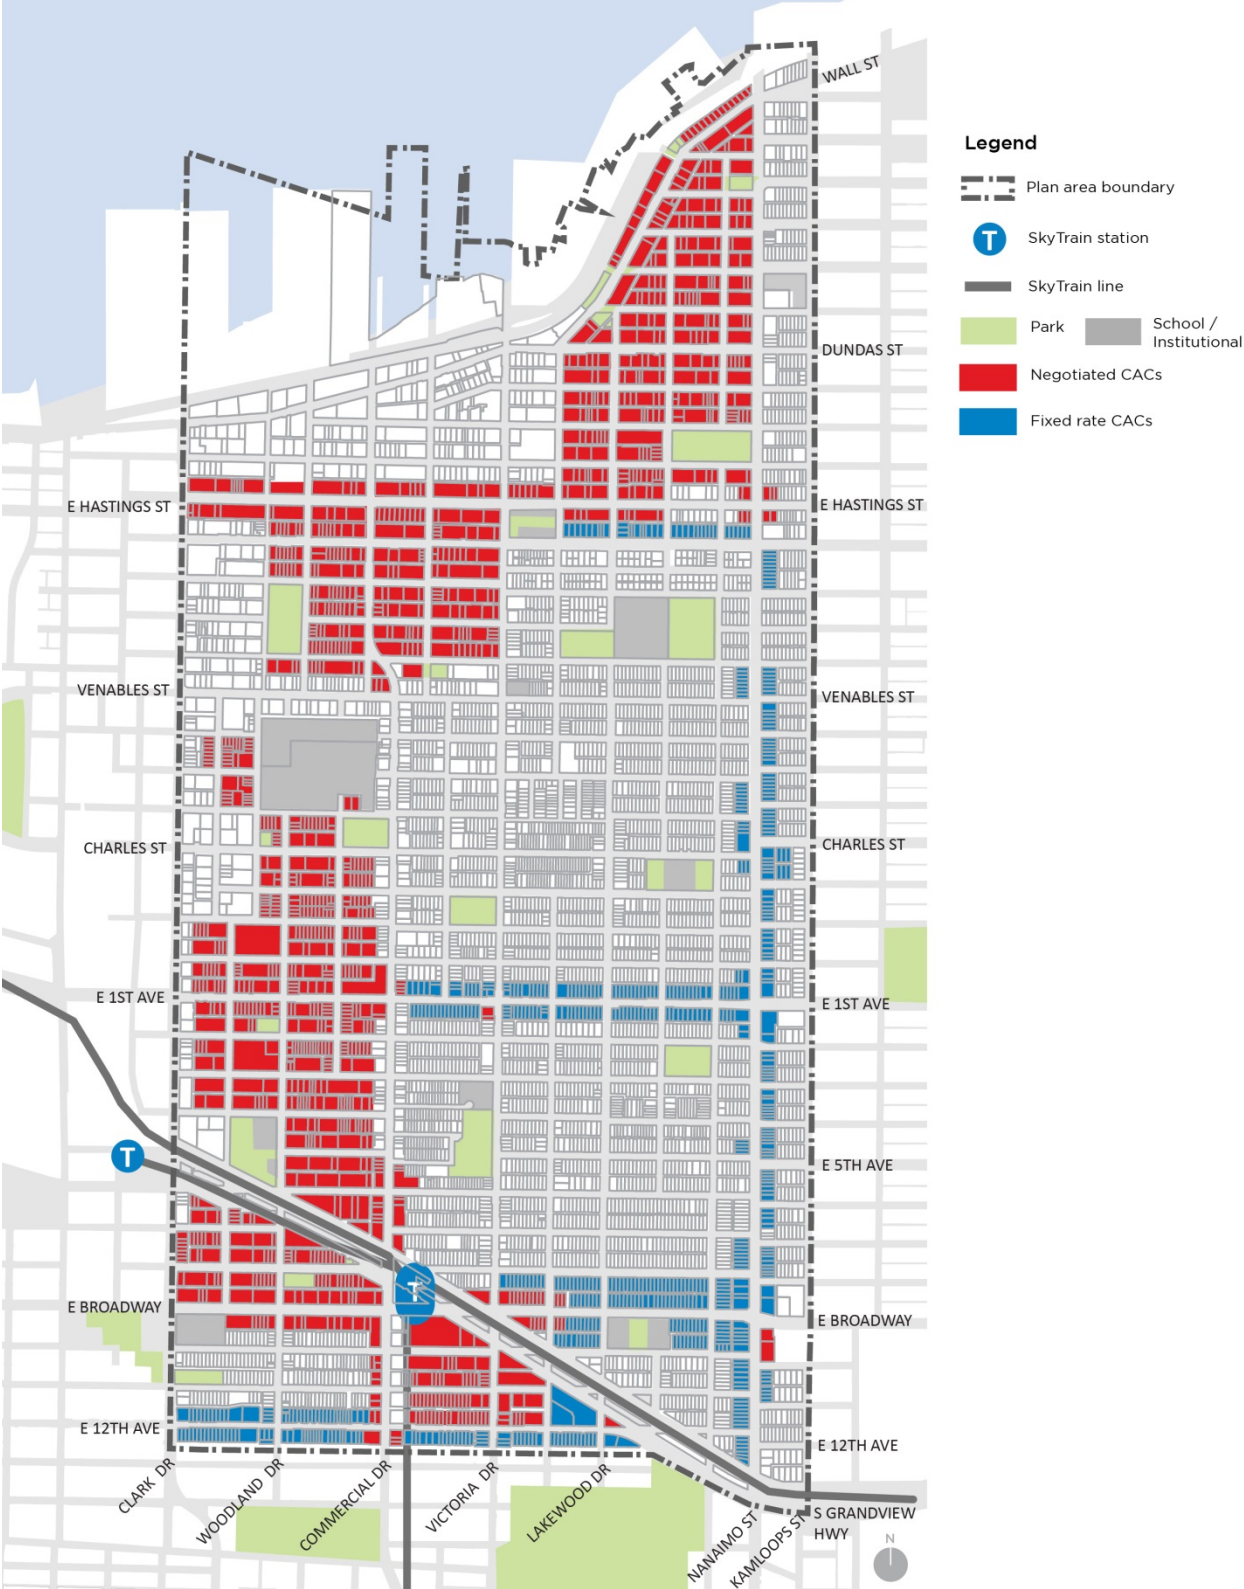 WALL ST
Legend
Plan area boundary
T
SkyTrain station
SkyTrain line
Park
School /
Institutional
DUNDAS ST
Negotiated CACs
Fixed rate CACs
E HASTINGS ST
E HASTINGS ST
VENABLES ST
VENABLES ST
CHARLES ST
CHARLES ST
E 1ST AVE
E 1ST AVE
T
E 5TH AVE
T
E BROADWAY
E BROADWAY
E 12TH AVE
E 12TH AVE
CLARK DR
WOODLAND DR
COMMERCIAL DR
VICTORIA DR
LAKEWOOD DR
NANAIMO ST
KAMLOOPS ST
S GRANDVIEW
HWY
N